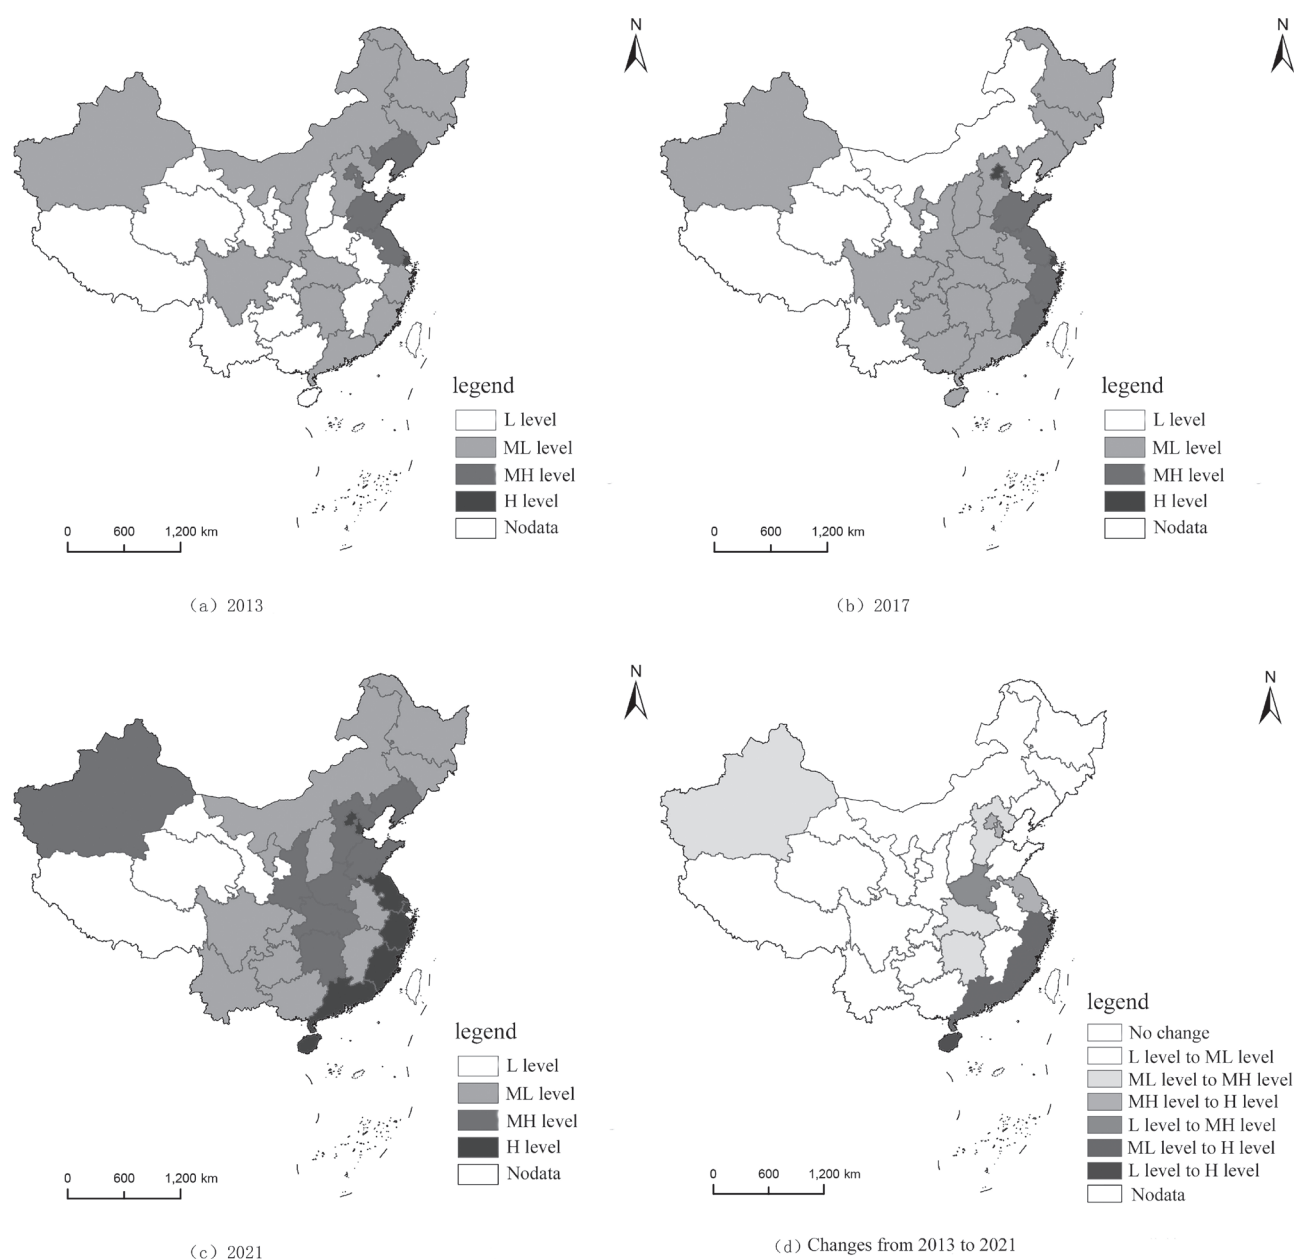 N
legend
L level
ML level
MH level
H level
Nodata
0 600 1,200 km
(a) 2013
N
legend
L level
ML level
MH level
H level
Nodata
0 600 1,200 km
(b) 2017
N
legend
L level
ML level
MH level
H level
Nodata
0 600 1,200 km
(c) 2021
N
legend
No change
L level to ML level
ML level to MH level
MH level to H level
L level to MH level
ML level to H level
L level to H level
Nodata
0 600 1,200 km
(d) Changes from 2013 to 2021